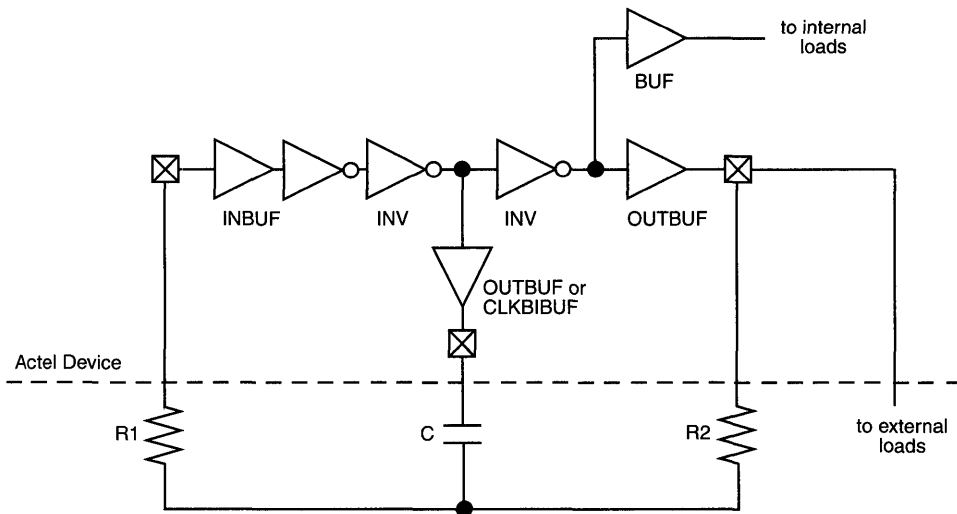 to internal
loads
BUF
INBUF
INV
INV
OUTBUF
OUTBUF or
CLKBIBUF
Actel Device
R1
C
R2
to external
loads